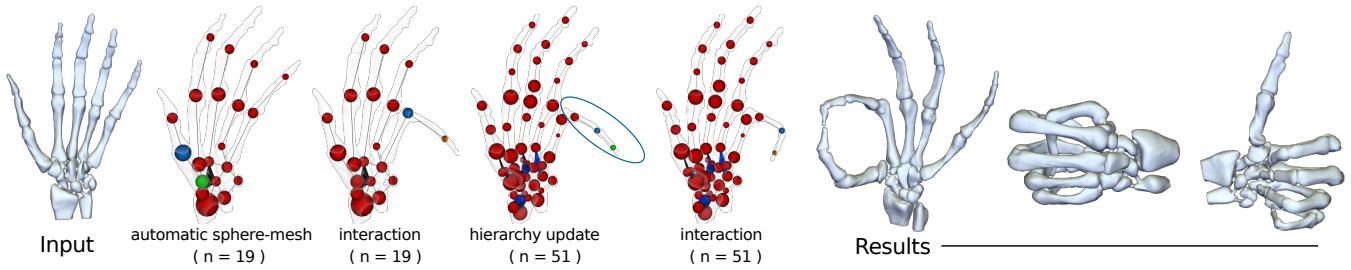 Input
automatic sphere-mesh
( n = 19 )
interaction
( n = 19 )
hierarchy update
( n = 51 )
interaction
( n = 51 )
Results